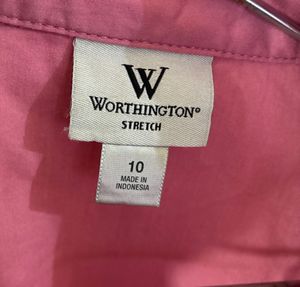 W
WORTHINGTON®
STRETCH
10
MADE IN
INDONESIA